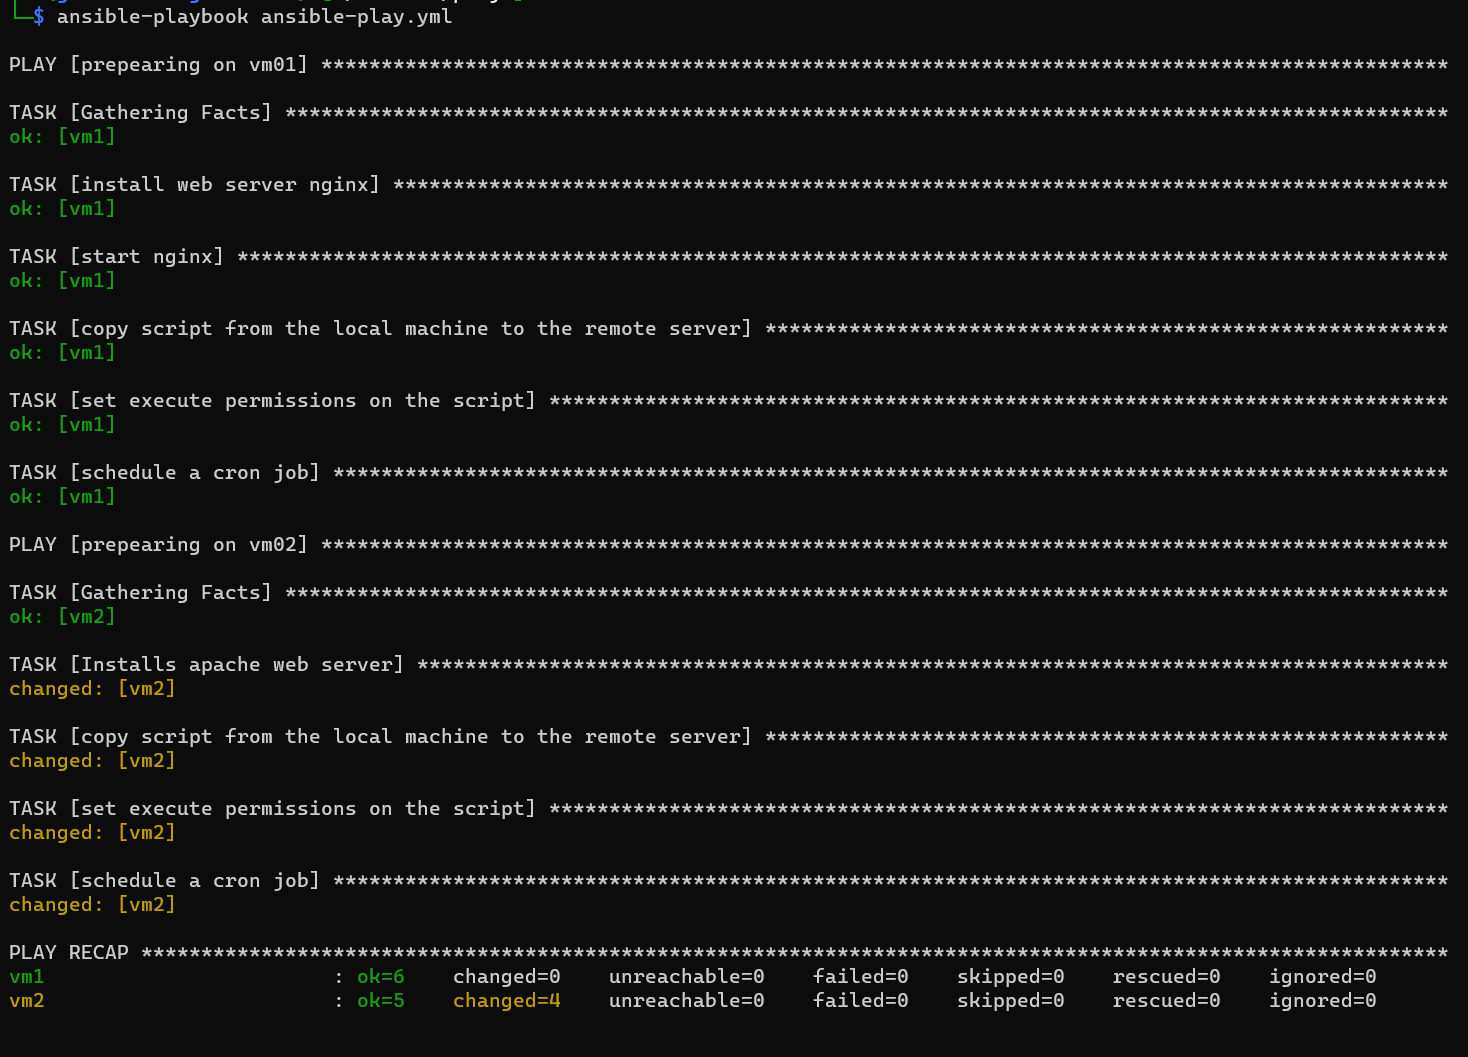 $ ansible-playbook ansible-play.yml
PLAY [prepearing on vm01] **********************************************************************************************
TASK [Gathering Facts] *************************************************************************************************
ok: [vm1]
TASK [install web server nginx] ****************************************************************************************
ok: [vm1]
TASK [start nginx] *****************************************************************************************************
ok: [vm1]
TASK [copy script from the local machine to the remote server] *********************************************************
ok: [vm1]
TASK [set execute permissions on the script] ***************************************************************************
ok: [vm1]
TASK [schedule a cron job] *********************************************************************************************
ok: [vm1]
PLAY [prepearing on vm02] **********************************************************************************************
TASK [Gathering Facts] *************************************************************************************************
ok: [vm2]
TASK [Installs apache web server] **************************************************************************************
changed: [vm2]
TASK [copy script from the local machine to the remote server] *********************************************************
changed: [vm2]
TASK [set execute permissions on the script] ***************************************************************************
changed: [vm2]
TASK [schedule a cron job] *********************************************************************************************
changed: [vm2]
PLAY RECAP *************************************************************************************************************
vm1                        : ok=6    changed=0    unreachable=0    failed=0    skipped=0    rescued=0    ignored=0
vm2                        : ok=5    changed=4    unreachable=0    failed=0    skipped=0    rescued=0    ignored=0